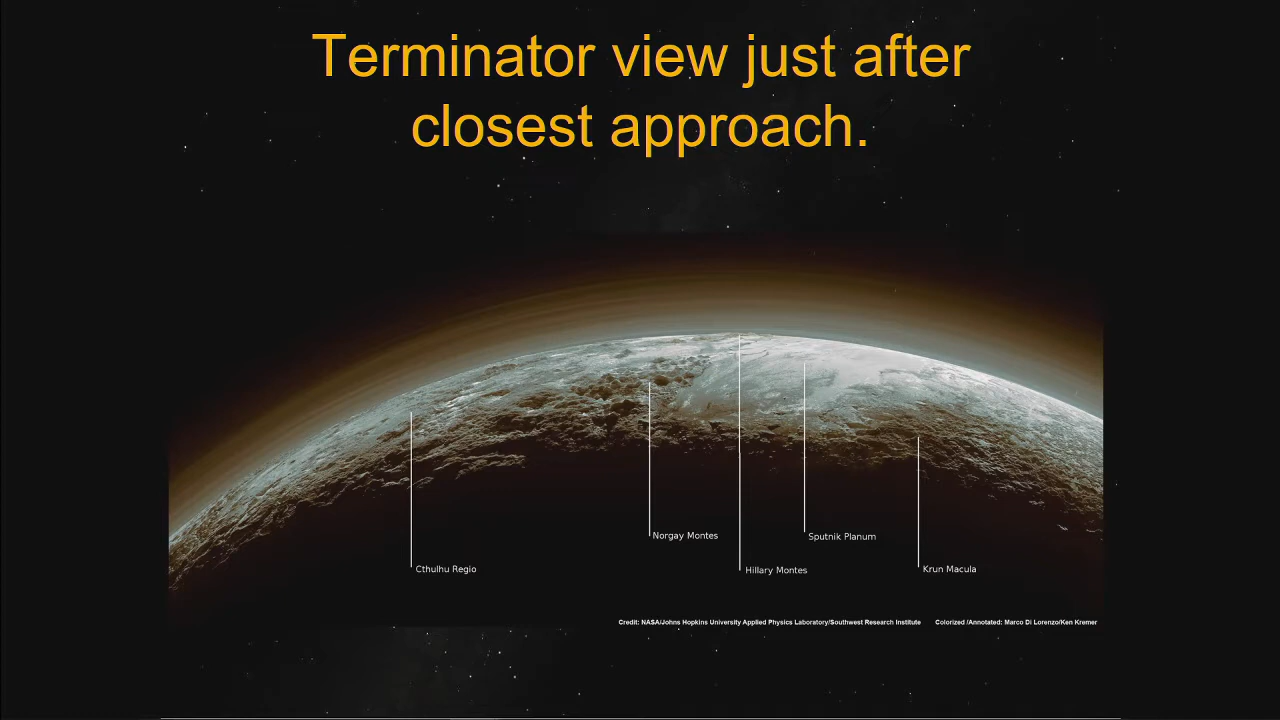 Terminator view just after
closest approach.
Norgay Montes
Sputnik Planum
Cthulhu Regio
Hillary Montes
Krun Macula
Credit: NASA/Johns Hopkins University Applied Physics Laboratory/Southwest Research Institute
Colorized /Annotated: Marco Di Lorenzo/Ken Kremer